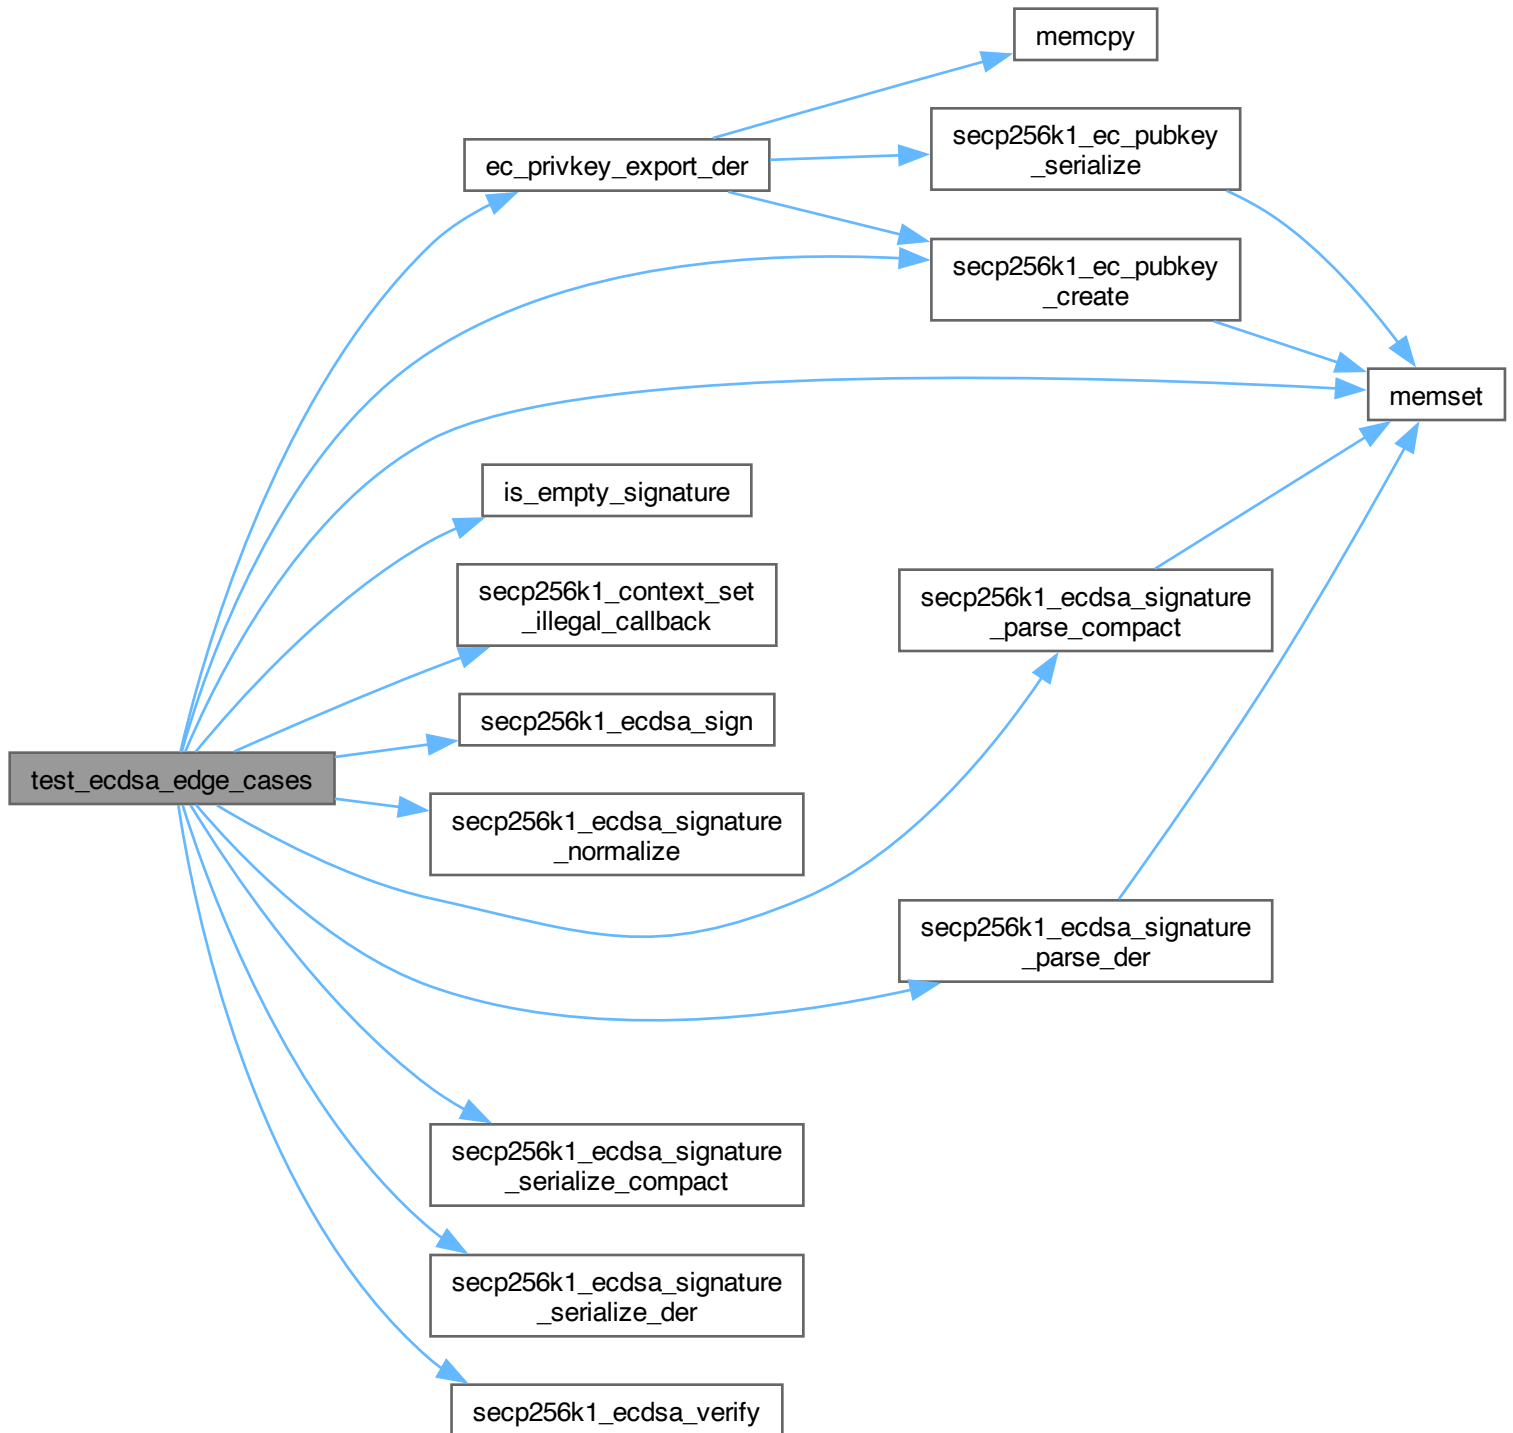 memcpy
secp256k1_ec_pubkey
_serialize
ec_privkey_export_der
secp256k1_ec_pubkey
_create
memset
is_empty_signature
secp256k1_context_set
_illegal_callback
secp256k1_ecdsa_signature
_parse_compact
secp256k1_ecdsa_sign
test_ecdsa_edge_cases
secp256k1_ecdsa_signature
_normalize
secp256k1_ecdsa_signature
_parse_der
secp256k1_ecdsa_signature
_serialize_compact
secp256k1_ecdsa_signature
_serialize_der
secp256k1_ecdsa_verify